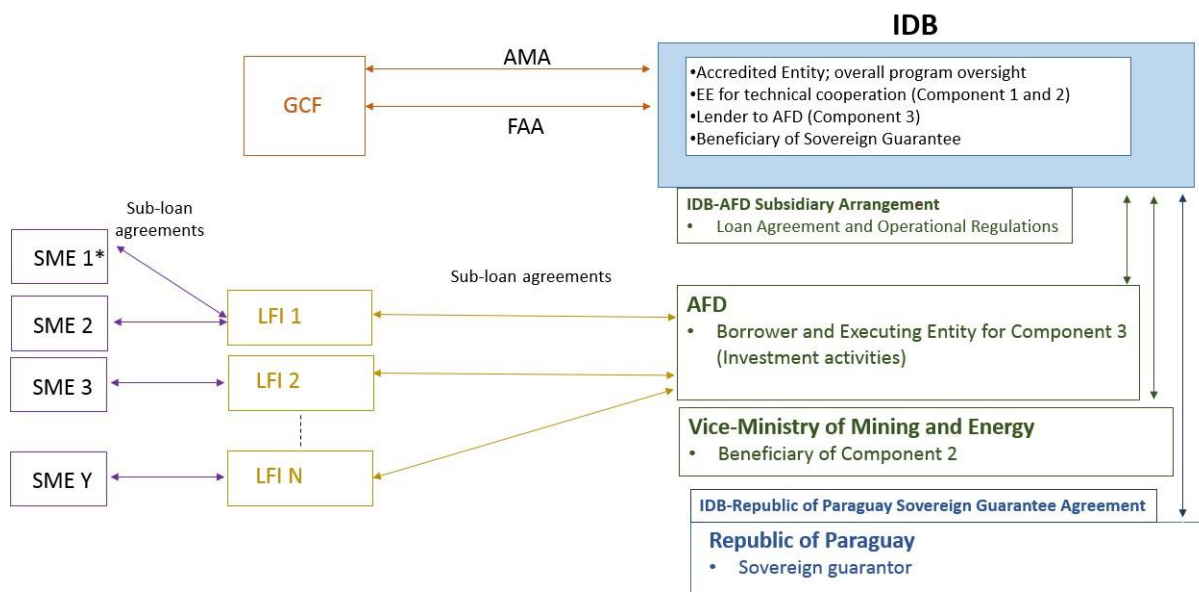 IDB
AMA
GCF
FAA
•Accredited Entity; overall program oversight
•EE for technical cooperation (Component 1 and 2)
•Lender to AFD (Component 3)
•Beneficiary of Sovereign Guarantee
IDB-AFD Subsidiary Arrangement
• Loan Agreement and Operational Regulations
Sub-loan
agreements
SME 1*
SME 2
SME 3
SME Y
LFI 1
LFI 2
LFI N
Sub-loan agreements
AFD
• Borrower and Executing Entity for Component 3
(Investment activities)
Vice-Ministry of Mining and Energy
• Beneficiary of Component 2
IDB-Republic of Paraguay Sovereign Guarantee Agreement
Republic of Paraguay
• Sovereign guarantor